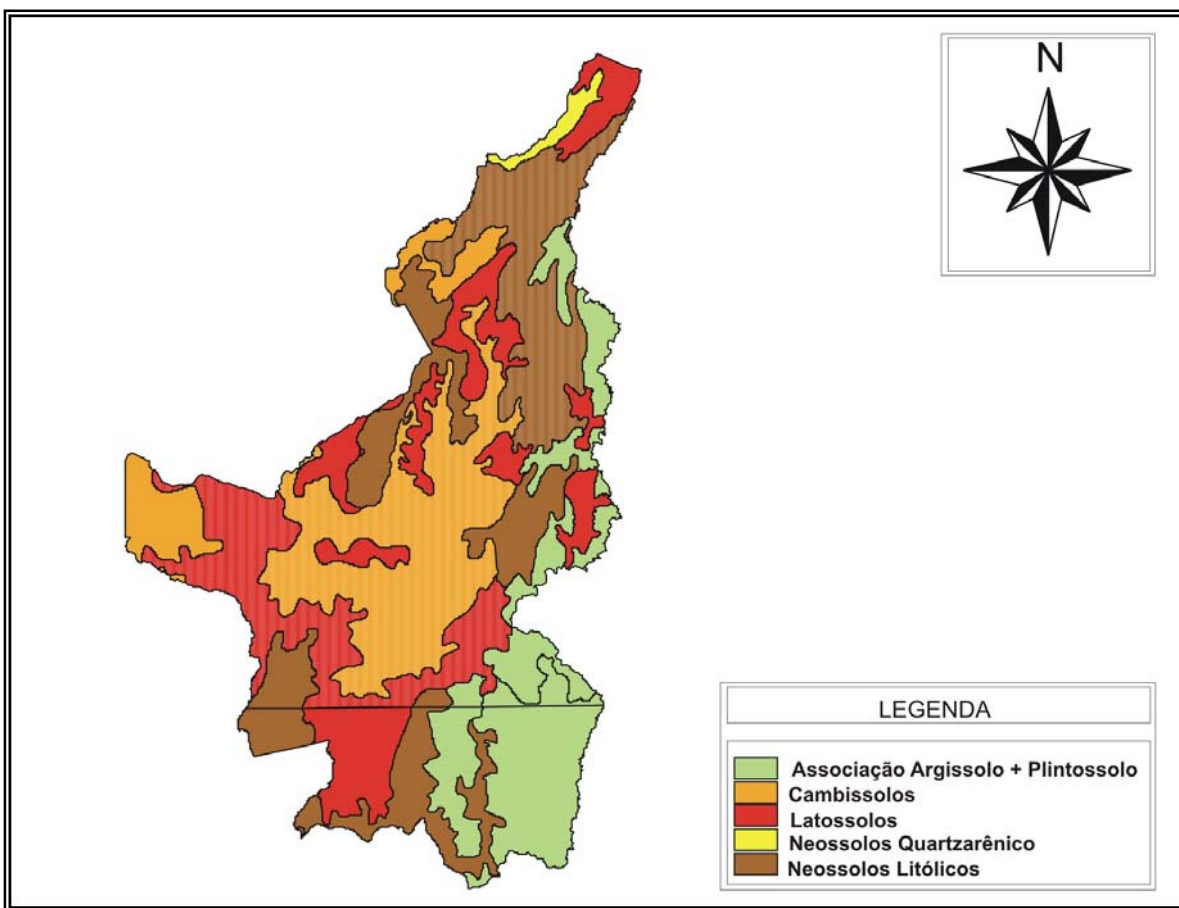 N
LEGENDA
Associação Argissolo + Plintossolo
Cambissolos
Latossolos
Neossolos Quartzarênico
Neossolos Litólicos